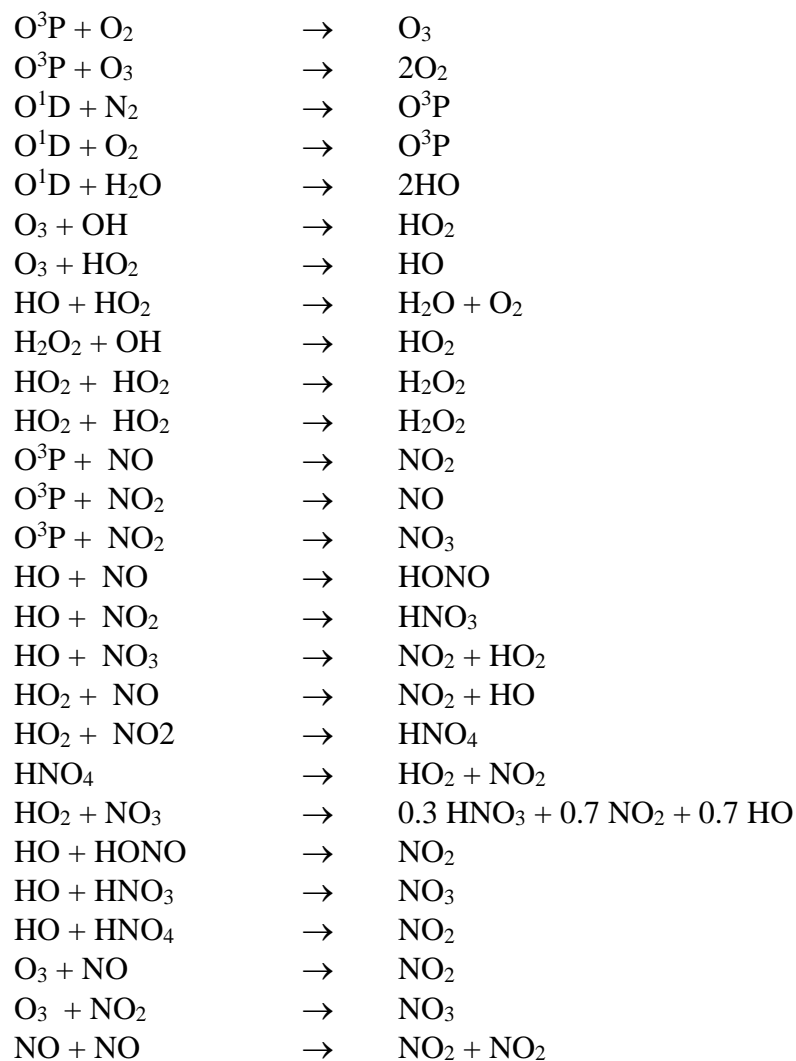 O³P + O₂ → O₃
O³P + O₃ → 2O₂
O¹D + N₂ → O³P
O¹D + O₂ → O³P
O¹D + H₂O → 2HO
O₃ + OH → HO₂
O₃ + HO₂ → HO
HO + HO₂ → H₂O + O₂
H₂O₂ + OH → HO₂
HO₂ + HO₂ → H₂O₂
HO₂ + HO₂ → H₂O₂
O³P + NO → NO₂
O³P + NO₂ → NO
O³P + NO₂ → NO₃
HO + NO → HONO
HO + NO₂ → HNO₃
HO + NO₃ → NO₂ + HO₂
HO₂ + NO → NO₂ + HO
HO₂ + NO2 → HNO₄
HNO₄ → HO₂ + NO₂
HO₂ + NO₃ → 0.3 HNO₃ + 0.7 NO₂ + 0.7 HO
HO + HONO → NO₂
HO + HNO₃ → NO₃
HO + HNO₄ → NO₂
O₃ + NO → NO₂
O₃ + NO₂ → NO₃
NO + NO → NO₂ + NO₂